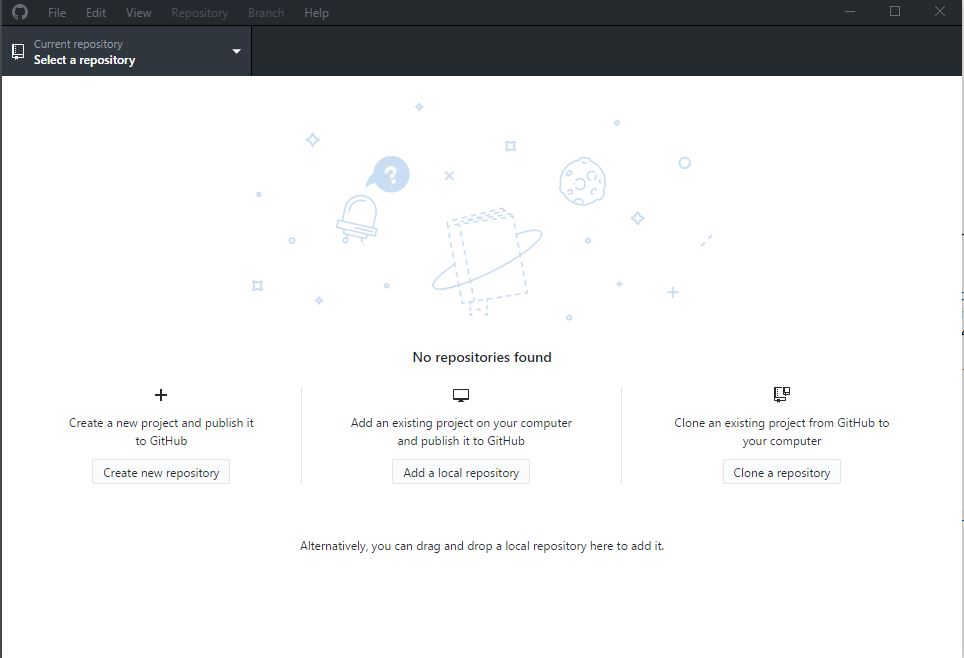 File Edit View Repository Branch Help
Current repository
Select a repository
?
No repositories found
Create a new project and publish it
to GitHub
Create new repository
Add an existing project on your computer
and publish it to GitHub
Add a local repository
Clone an existing project from GitHub to
your computer
Clone a repository
Alternatively, you can drag and drop a local repository here to add it.